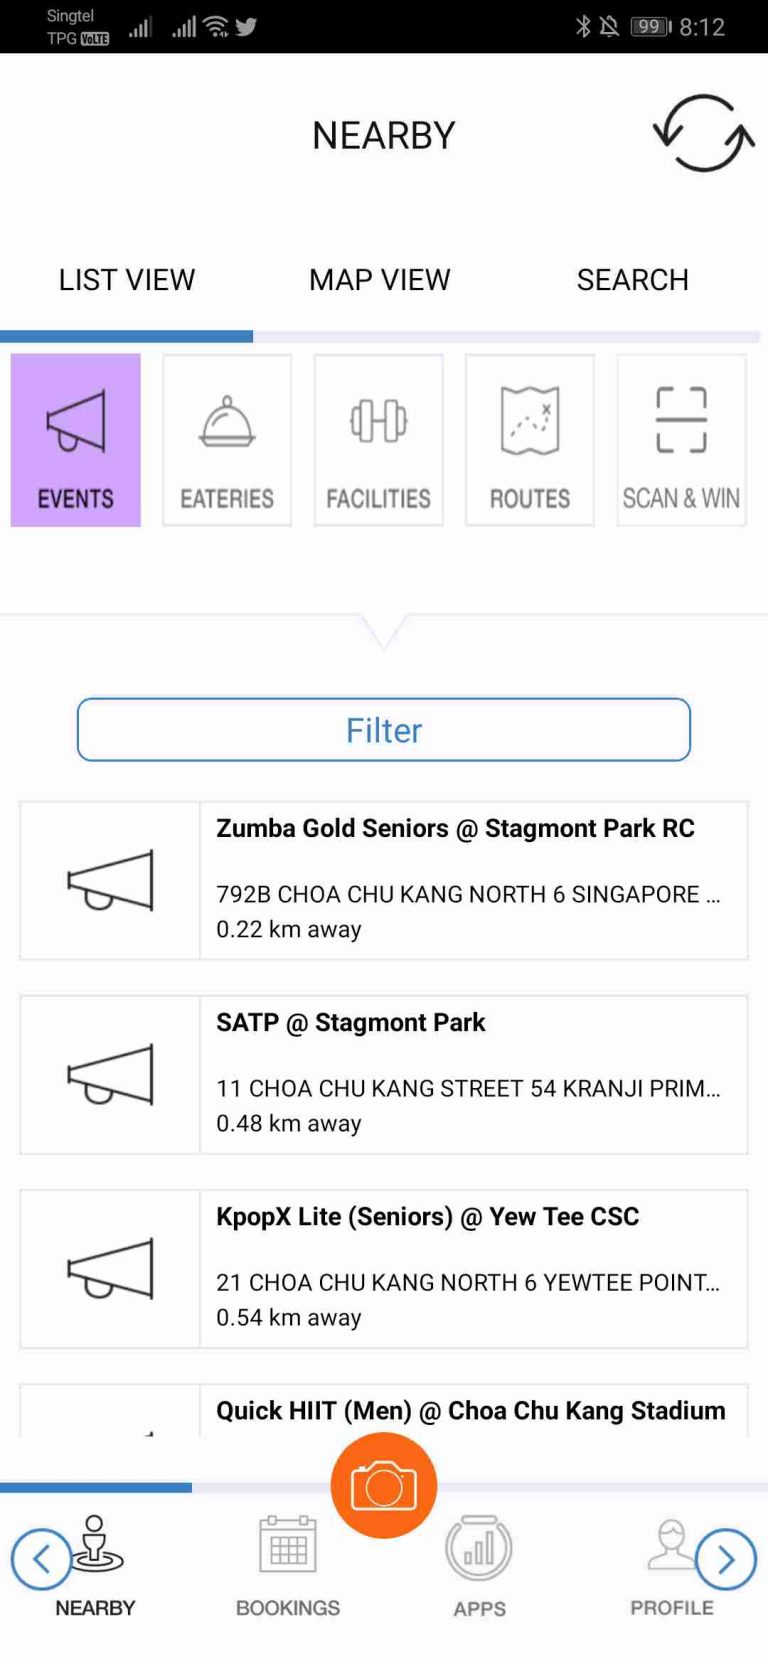 Singtel
TPG VoLTE
99 8:12
NEARBY
LIST VIEW MAP VIEW SEARCH
EVENTS EATERIES FACILITIES ROUTES SCAN & WIN
Filter
Zumba Gold Seniors @ Stagmont Park RC
792B CHOA CHU KANG NORTH 6 SINGAPORE ...
0.22 km away
SATP @ Stagmont Park
11 CHOA CHU KANG STREET 54 KRANJI PRIM...
0.48 km away
KpopX Lite (Seniors) @ Yew Tee CSC
21 CHOA CHU KANG NORTH 6 YEWTEE POINT...
0.54 km away
Quick HIIT (Men) @ Choa Chu Kang Stadium
NEARBY BOOKINGS APPS PROFILE